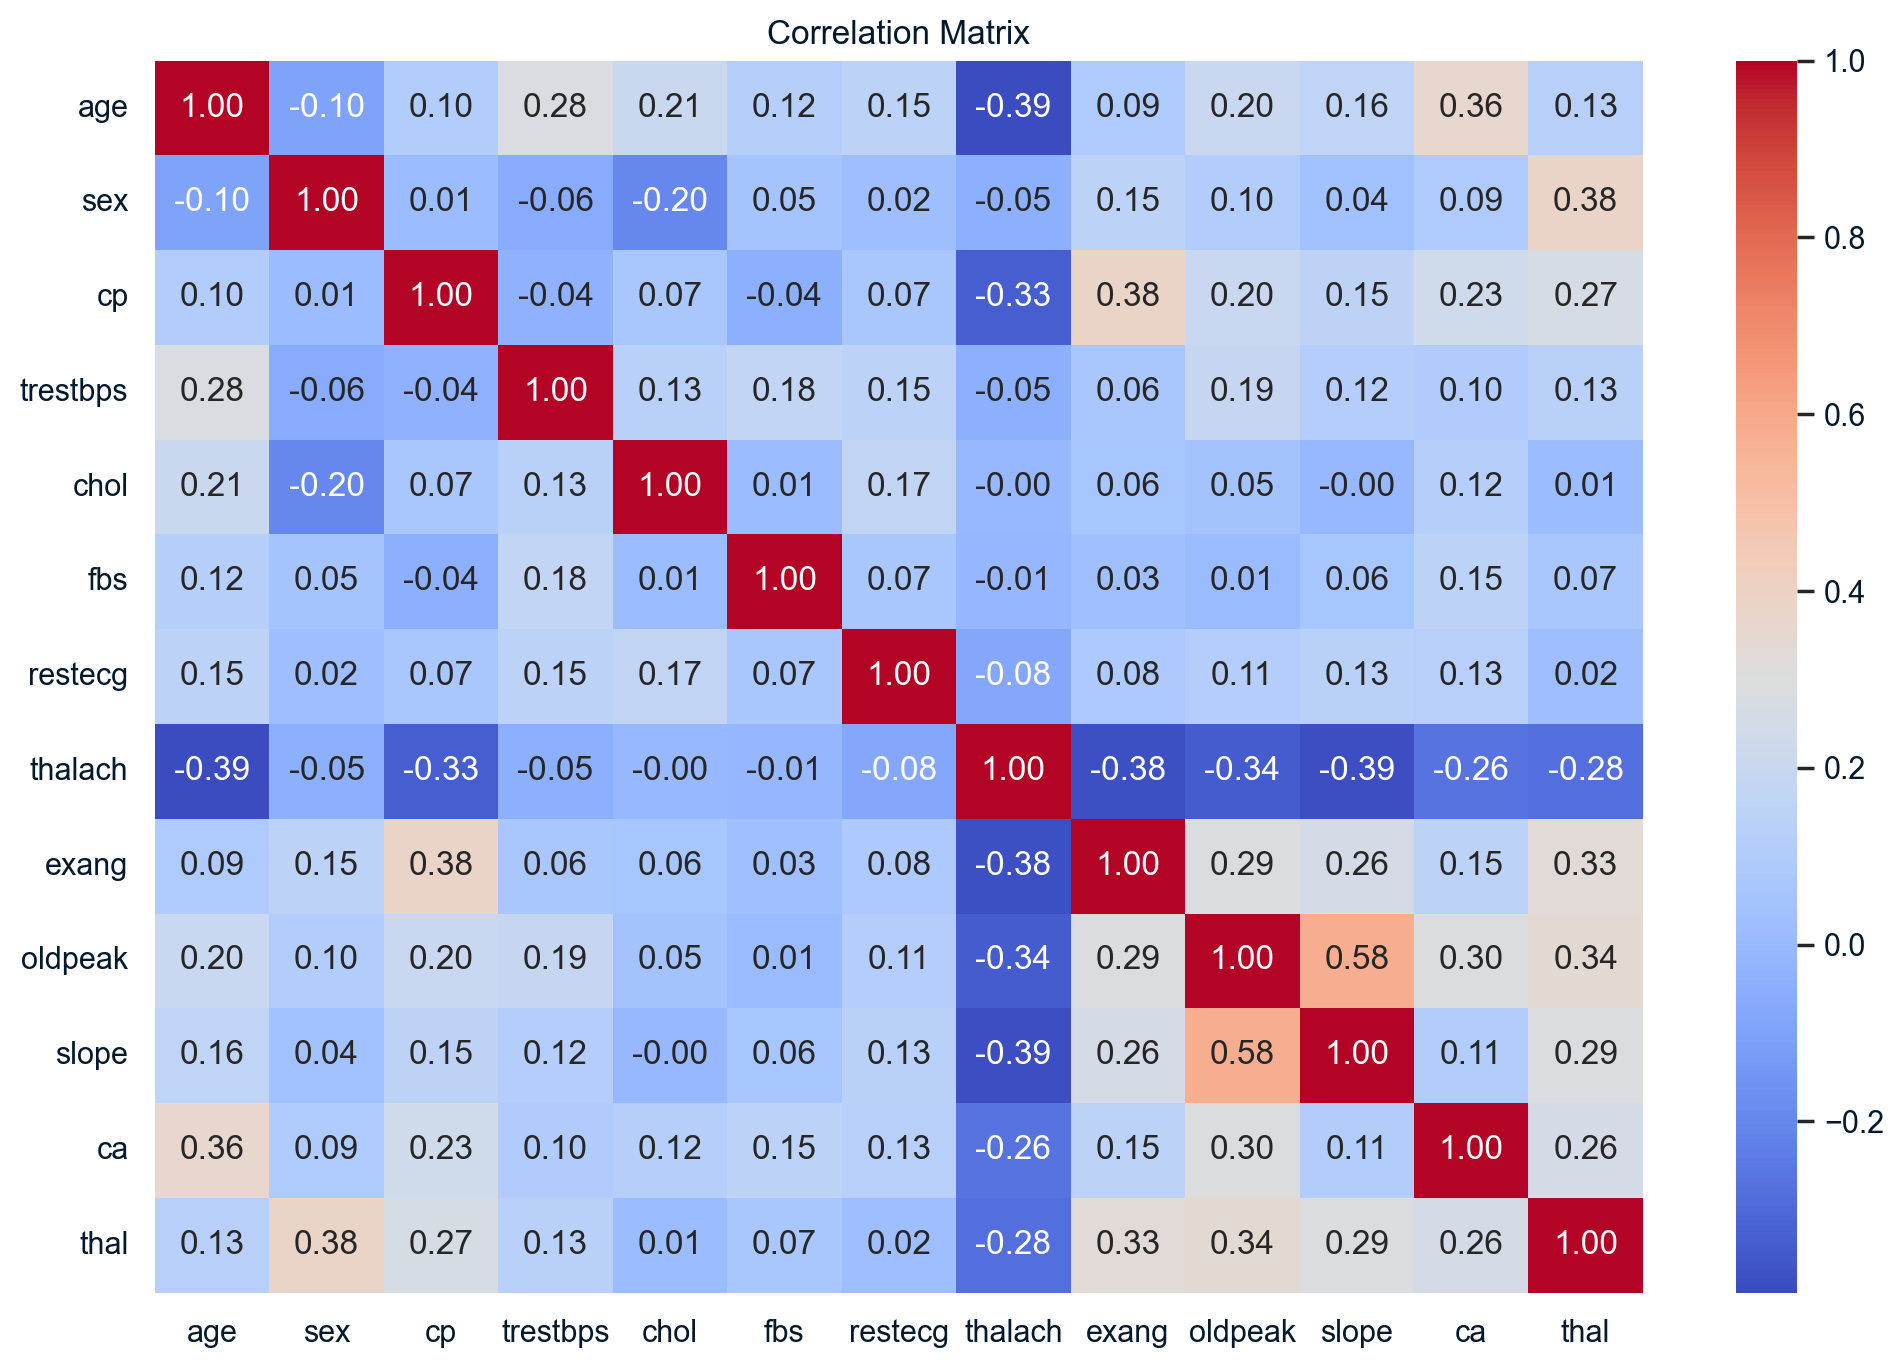 Correlation Matrix
age 1.00 -0.10 0.10 0.28 0.21 0.12 0.15 -0.39 0.09 0.20 0.16 0.36 0.13
sex -0.10 1.00 0.01 -0.06 -0.20 0.05 0.02 -0.05 0.15 0.10 0.04 0.09 0.38
cp 0.10 0.01 1.00 -0.04 0.07 -0.04 0.07 -0.33 0.38 0.20 0.15 0.23 0.27
trestbps 0.28 -0.06 -0.04 1.00 0.13 0.18 0.15 -0.05 0.06 0.19 0.12 0.10 0.13
chol 0.21 -0.20 0.07 0.13 1.00 0.01 0.17 -0.00 0.06 0.05 -0.00 0.12 0.01
fbs 0.12 0.05 -0.04 0.18 0.01 1.00 0.07 -0.01 0.03 0.01 0.06 0.15 0.07
restecg 0.15 0.02 0.07 0.15 0.17 0.07 1.00 -0.08 0.08 0.11 0.13 0.13 0.02
thalach -0.39 -0.05 -0.33 -0.05 -0.00 -0.01 -0.08 1.00 -0.38 -0.34 -0.39 -0.26 -0.28
exang 0.09 0.15 0.38 0.06 0.06 0.03 0.08 -0.38 1.00 0.29 0.26 0.15 0.33
oldpeak 0.20 0.10 0.20 0.19 0.05 0.01 0.11 -0.34 0.29 1.00 0.58 0.30 0.34
slope 0.16 0.04 0.15 0.12 -0.00 0.06 0.13 -0.39 0.26 0.58 1.00 0.11 0.29
ca 0.36 0.09 0.23 0.10 0.12 0.15 0.13 -0.26 0.15 0.30 0.11 1.00 0.26
thal 0.13 0.38 0.27 0.13 0.01 0.07 0.02 -0.28 0.33 0.34 0.29 0.26 1.00
age sex cp trestbps chol fbs restecg thalach exang oldpeak slope ca thal
1.0
0.8
0.6
0.4
0.2
0.0
−0.2